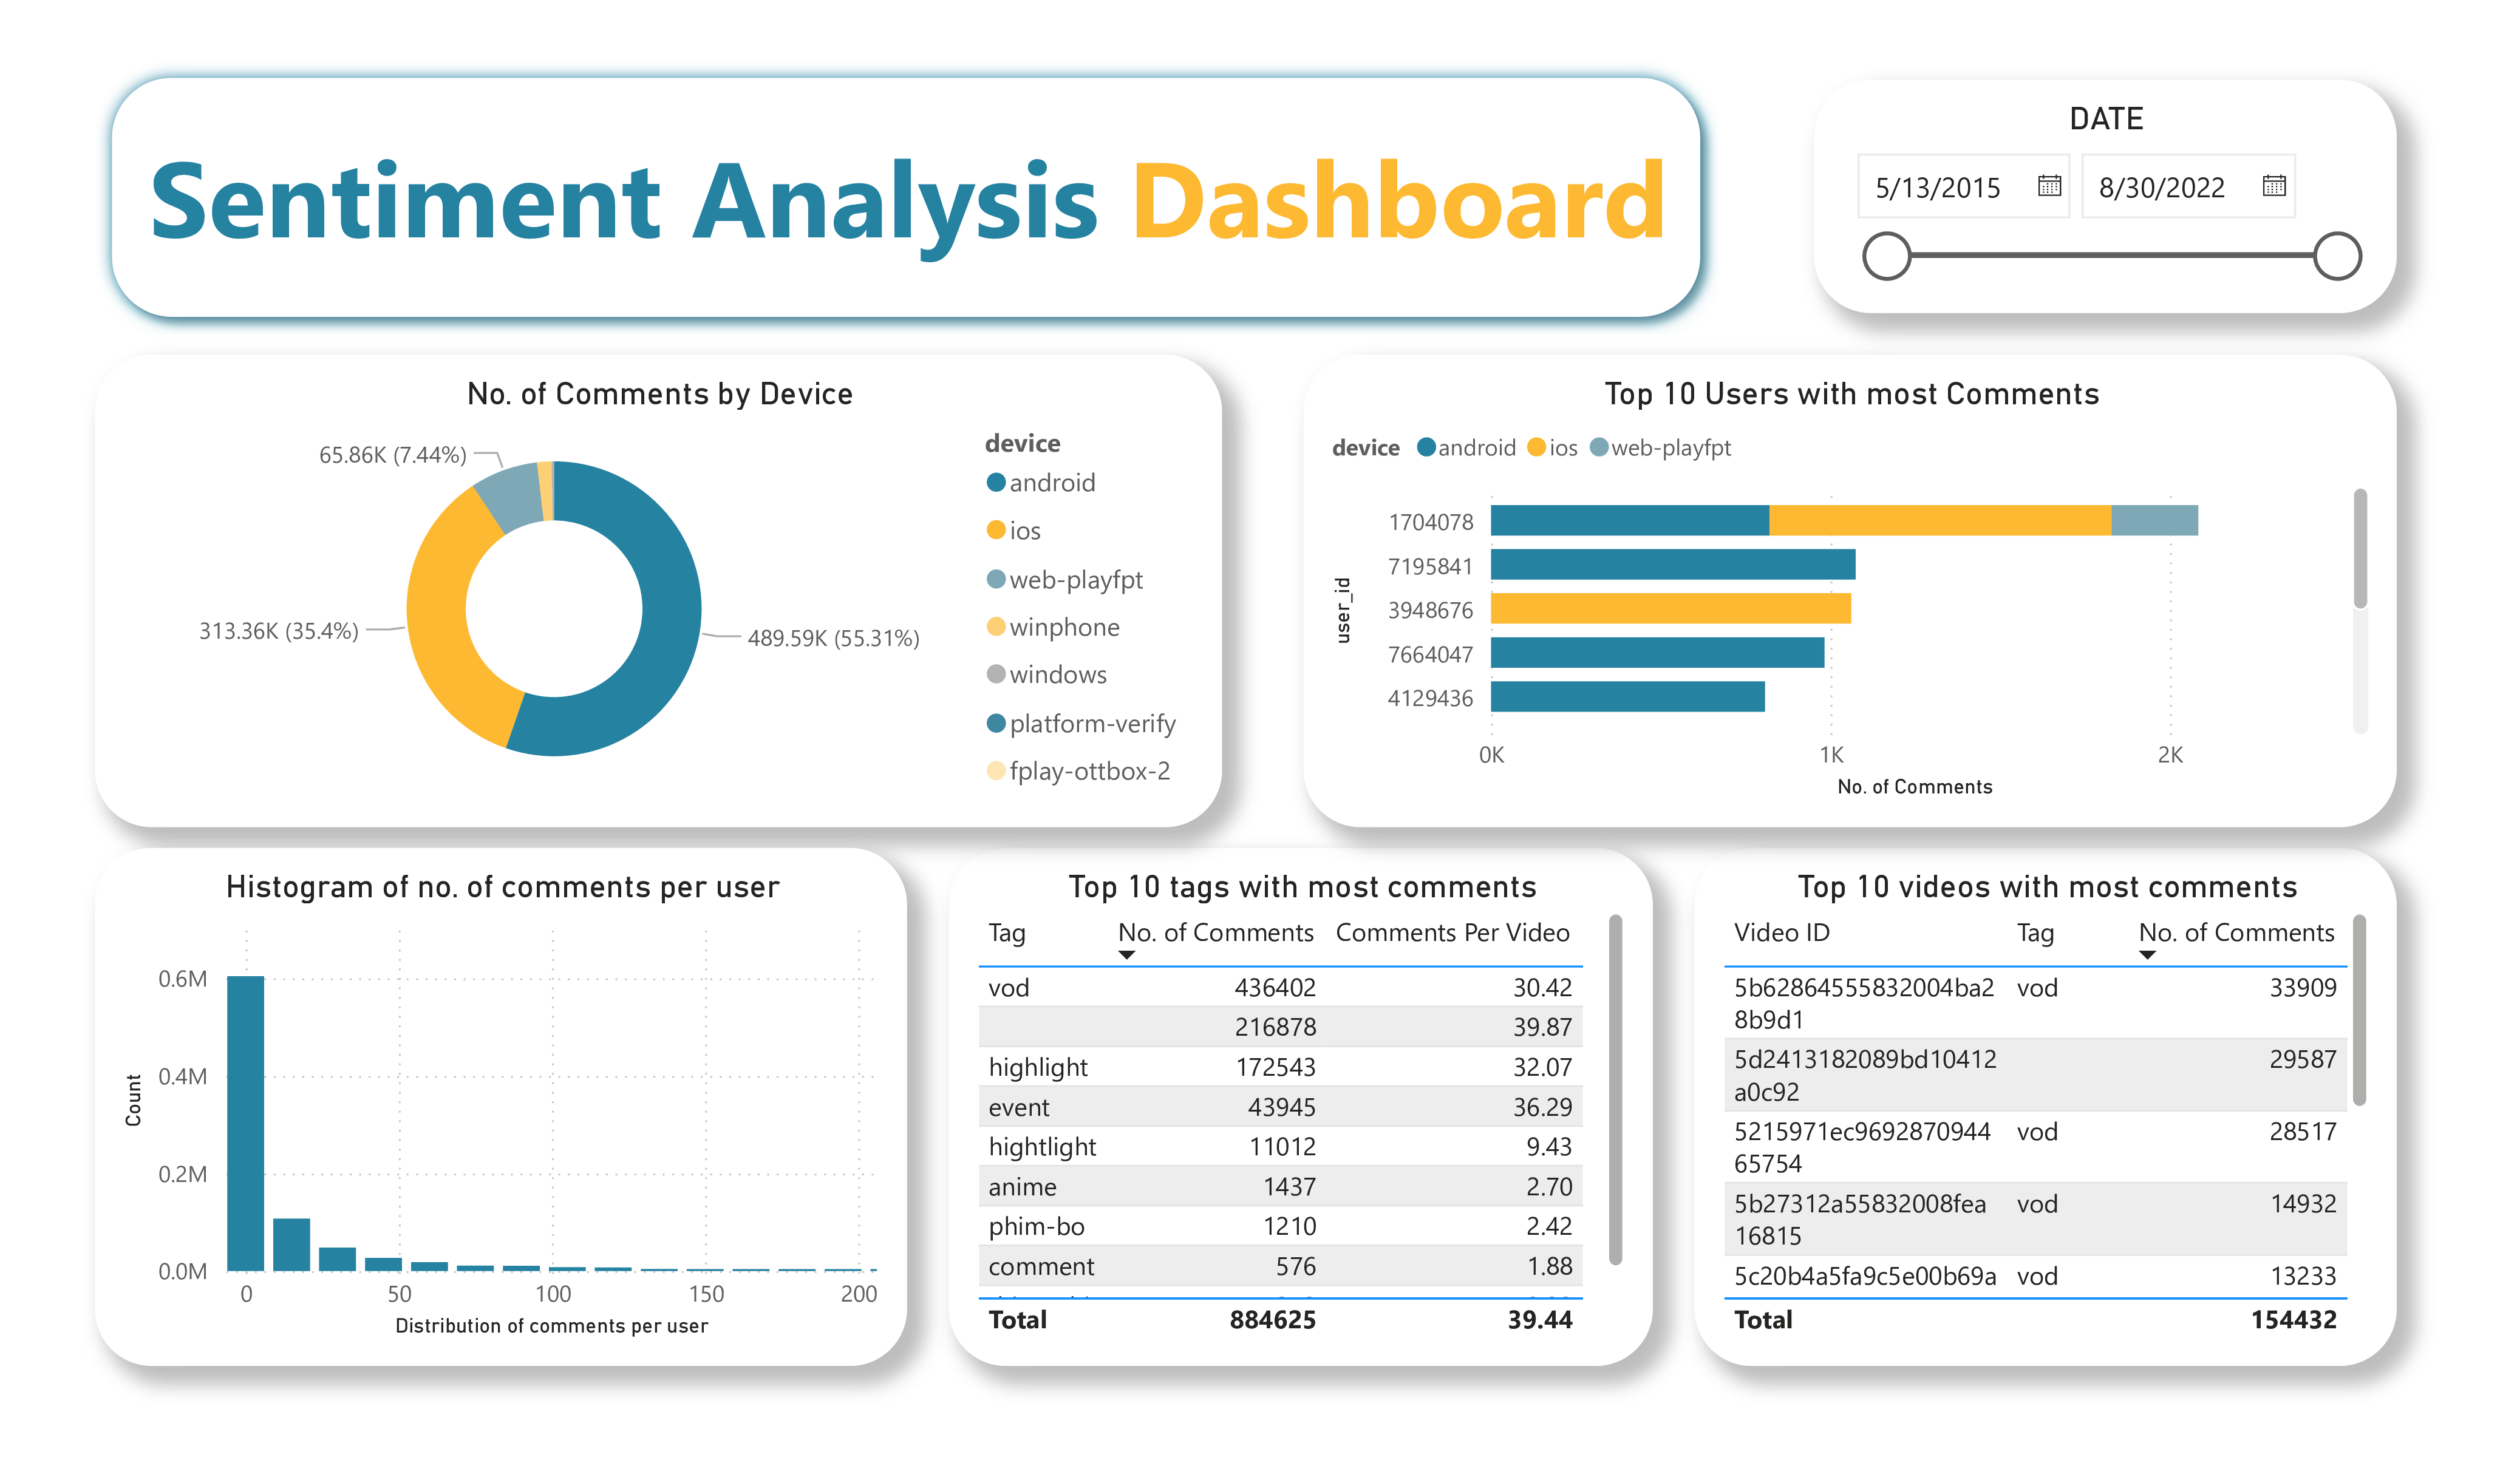 Sentiment Analysis Dashboard
DATE
5/13/2015
8/30/2022
No. of Comments by Device
65.86K (7.44%)
313.36K (35.4%)
489.59K (55.31%)
device
android
ios
web-playfpt
winphone
windows
platform-verify
fplay-ottbox-2
Top 10 Users with most Comments
device android ios web-playfpt
user_id
1704078
7195841
3948676
7664047
4129436
0K 1K 2K
No. of Comments
Histogram of no. of comments per user
Count
0.6M
0.4M
0.2M
0.0M
0 50 100 150 200
Distribution of comments per user
Top 10 tags with most comments
Tag No. of Comments Comments Per Video
vod 436402 30.42
216878 39.87
highlight 172543 32.07
event 43945 36.29
hightlight 11012 9.43
anime 1437 2.70
phim-bo 1210 2.42
comment 576 1.88
Total 884625 39.44
Top 10 videos with most comments
Video ID Tag No. of Comments
5b62864555832004ba2 vod 33909
8b9d1
5d2413182089bd10412 29587
a0c92
5215971ec9692870944 vod 28517
65754
5b27312a55832008fea vod 14932
16815
5c20b4a5fa9c5e00b69a vod 13233
Total 154432